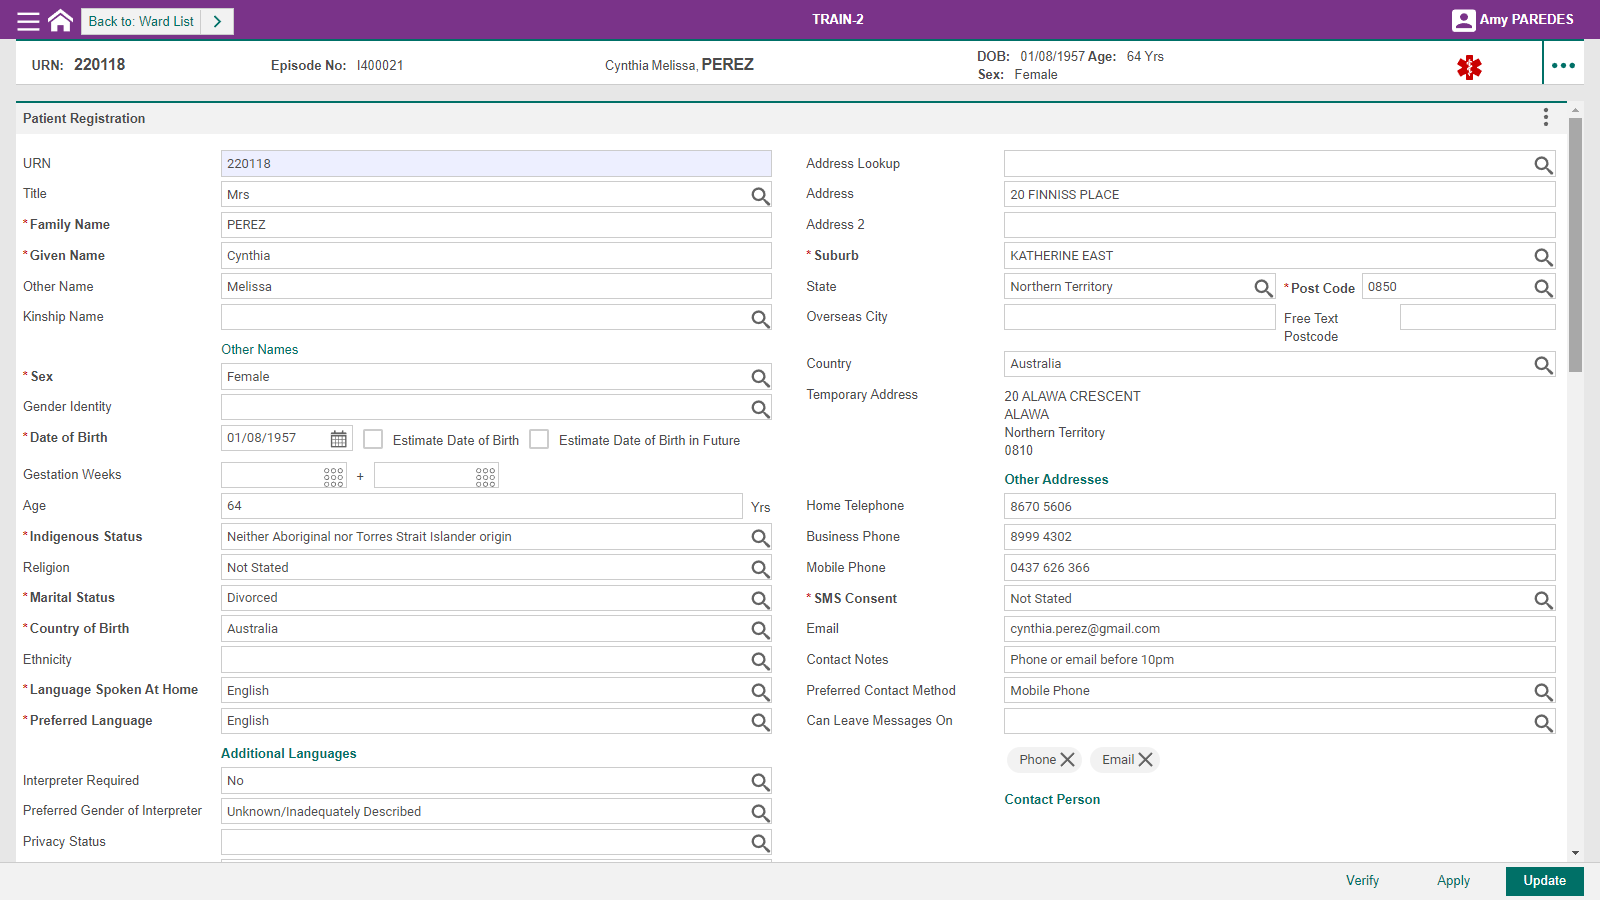 Back to: Ward List
TRAIN-2
Amy PAREDES
URN: 220118
Episode No: I400021
Cynthia Melissa, PEREZ
DOB: 01/08/1957 Age: 64 Yrs
Sex: Female
Patient Registration
URN 220118
Title Mrs
*Family Name PEREZ
*Given Name Cynthia
Other Name Melissa
Kinship Name
Other Names
*Sex Female
Gender Identity
*Date of Birth 01/08/1957 Estimate Date of Birth Estimate Date of Birth in Future
Gestation Weeks +
Age 64 Yrs
*Indigenous Status Neither Aboriginal nor Torres Strait Islander origin
Religion Not Stated
*Marital Status Divorced
*Country of Birth Australia
Ethnicity
*Language Spoken At Home English
*Preferred Language English
Additional Languages
Interpreter Required No
Preferred Gender of Interpreter Unknown/Inadequately Described
Privacy Status
Address Lookup
Address 20 FINNISS PLACE
Address 2
*Suburb KATHERINE EAST
State Northern Territory *Post Code 0850
Overseas City Free Text
Postcode
Country Australia
Temporary Address 20 ALAWA CRESCENT
ALAWA
Northern Territory
0810
Other Addresses
Home Telephone 8670 5606
Business Phone 8999 4302
Mobile Phone 0437 626 366
*SMS Consent Not Stated
Email cynthia.perez@gmail.com
Contact Notes Phone or email before 10pm
Preferred Contact Method Mobile Phone
Can Leave Messages On
Phone Email
Contact Person
Verify Apply Update